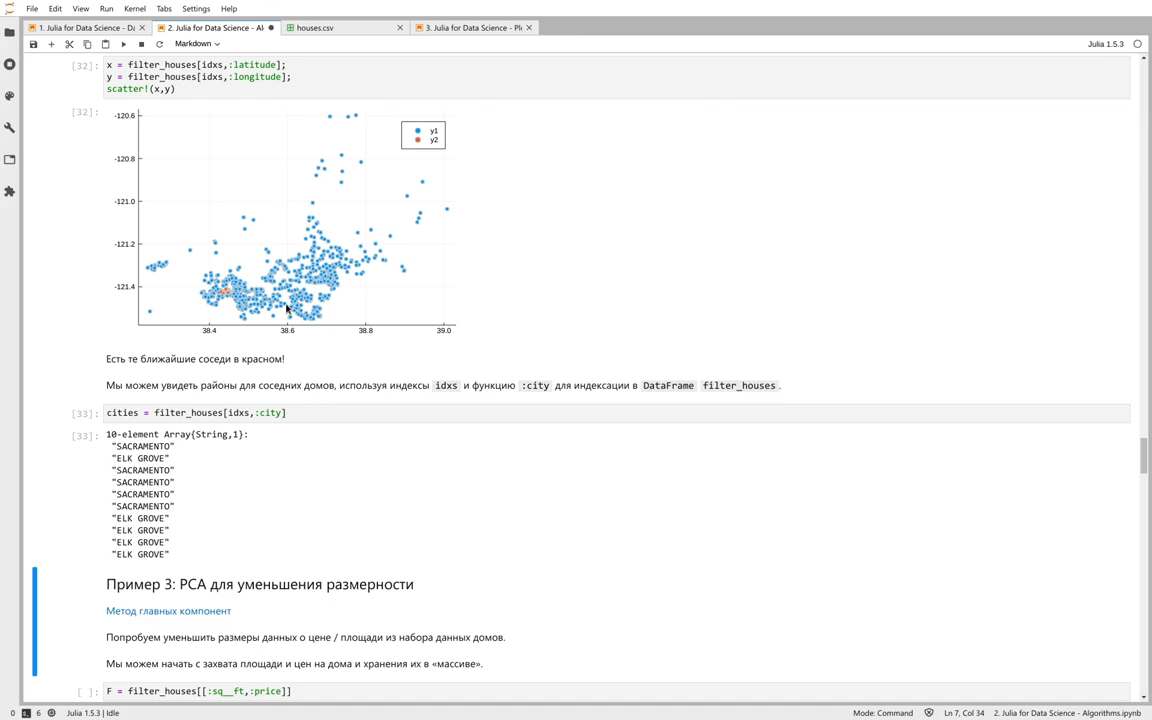 File Edit View Run Kernel Tabs Settings Help
1. Julia for Data Science - Da 2. Julia for Data Science - Al houses.csv 3. Julia for Data Science - Plo
Markdown Julia 1.5.3
[32]: x = filter_houses[idxs,:latitude];
y = filter_houses[idxs,:longitude];
scatter!(x,y)
[32]:
-120.6
-120.8
-121.0
-121.2
-121.4
38.4 38.6 38.8 39.0
y1
y2
Есть те ближайшие соседи в красном!
Мы можем увидеть районы для соседних домов, используя индексы idxs и функцию :city для индексации в DataFrame filter_houses.
[33]: cities = filter_houses[idxs,:city]
[33]: 10-element Array{String,1}:
"SACRAMENTO"
"ELK GROVE"
"SACRAMENTO"
"SACRAMENTO"
"SACRAMENTO"
"SACRAMENTO"
"ELK GROVE"
"ELK GROVE"
"ELK GROVE"
"ELK GROVE"
Пример 3: PCA для уменьшения размерности
Метод главных компонент
Попробуем уменьшить размеры данных о цене / площади из набора данных домов.
Мы можем начать с захвата площади и цен на дома и хранения их в «массиве».
[ ]: F = filter_houses[[:sq__ft,:price]]
0 6 Julia 1.5.3 | Idle Mode: Command Ln 7, Col 34 2. Julia for Data Science - Algorithms.ipynb